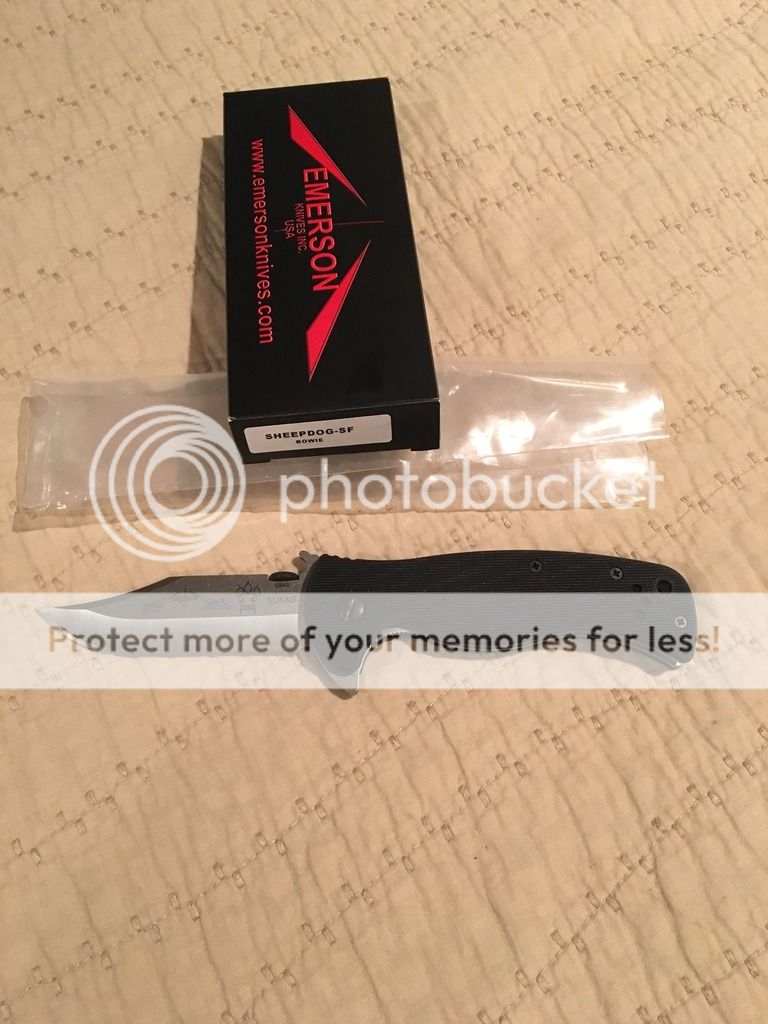 EMERSON
KNIVES INC.
USA
www.emersonknives.com
SHEEPDOG-SF
BOWIE
photobucket
Protect more of your memories for less!